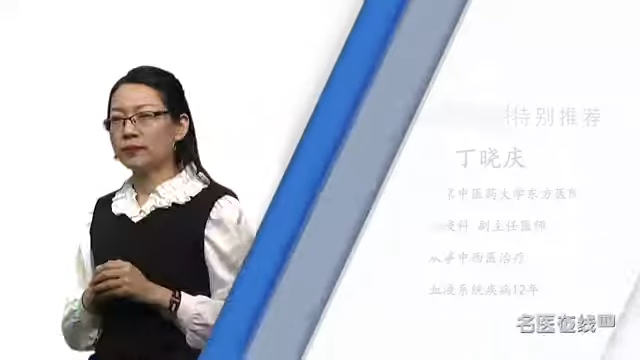 特别推荐
丁晓庆
中医药大学东方医院
科 副主任医师
从事中西医治疗
血液系统疾病12年
名医在线